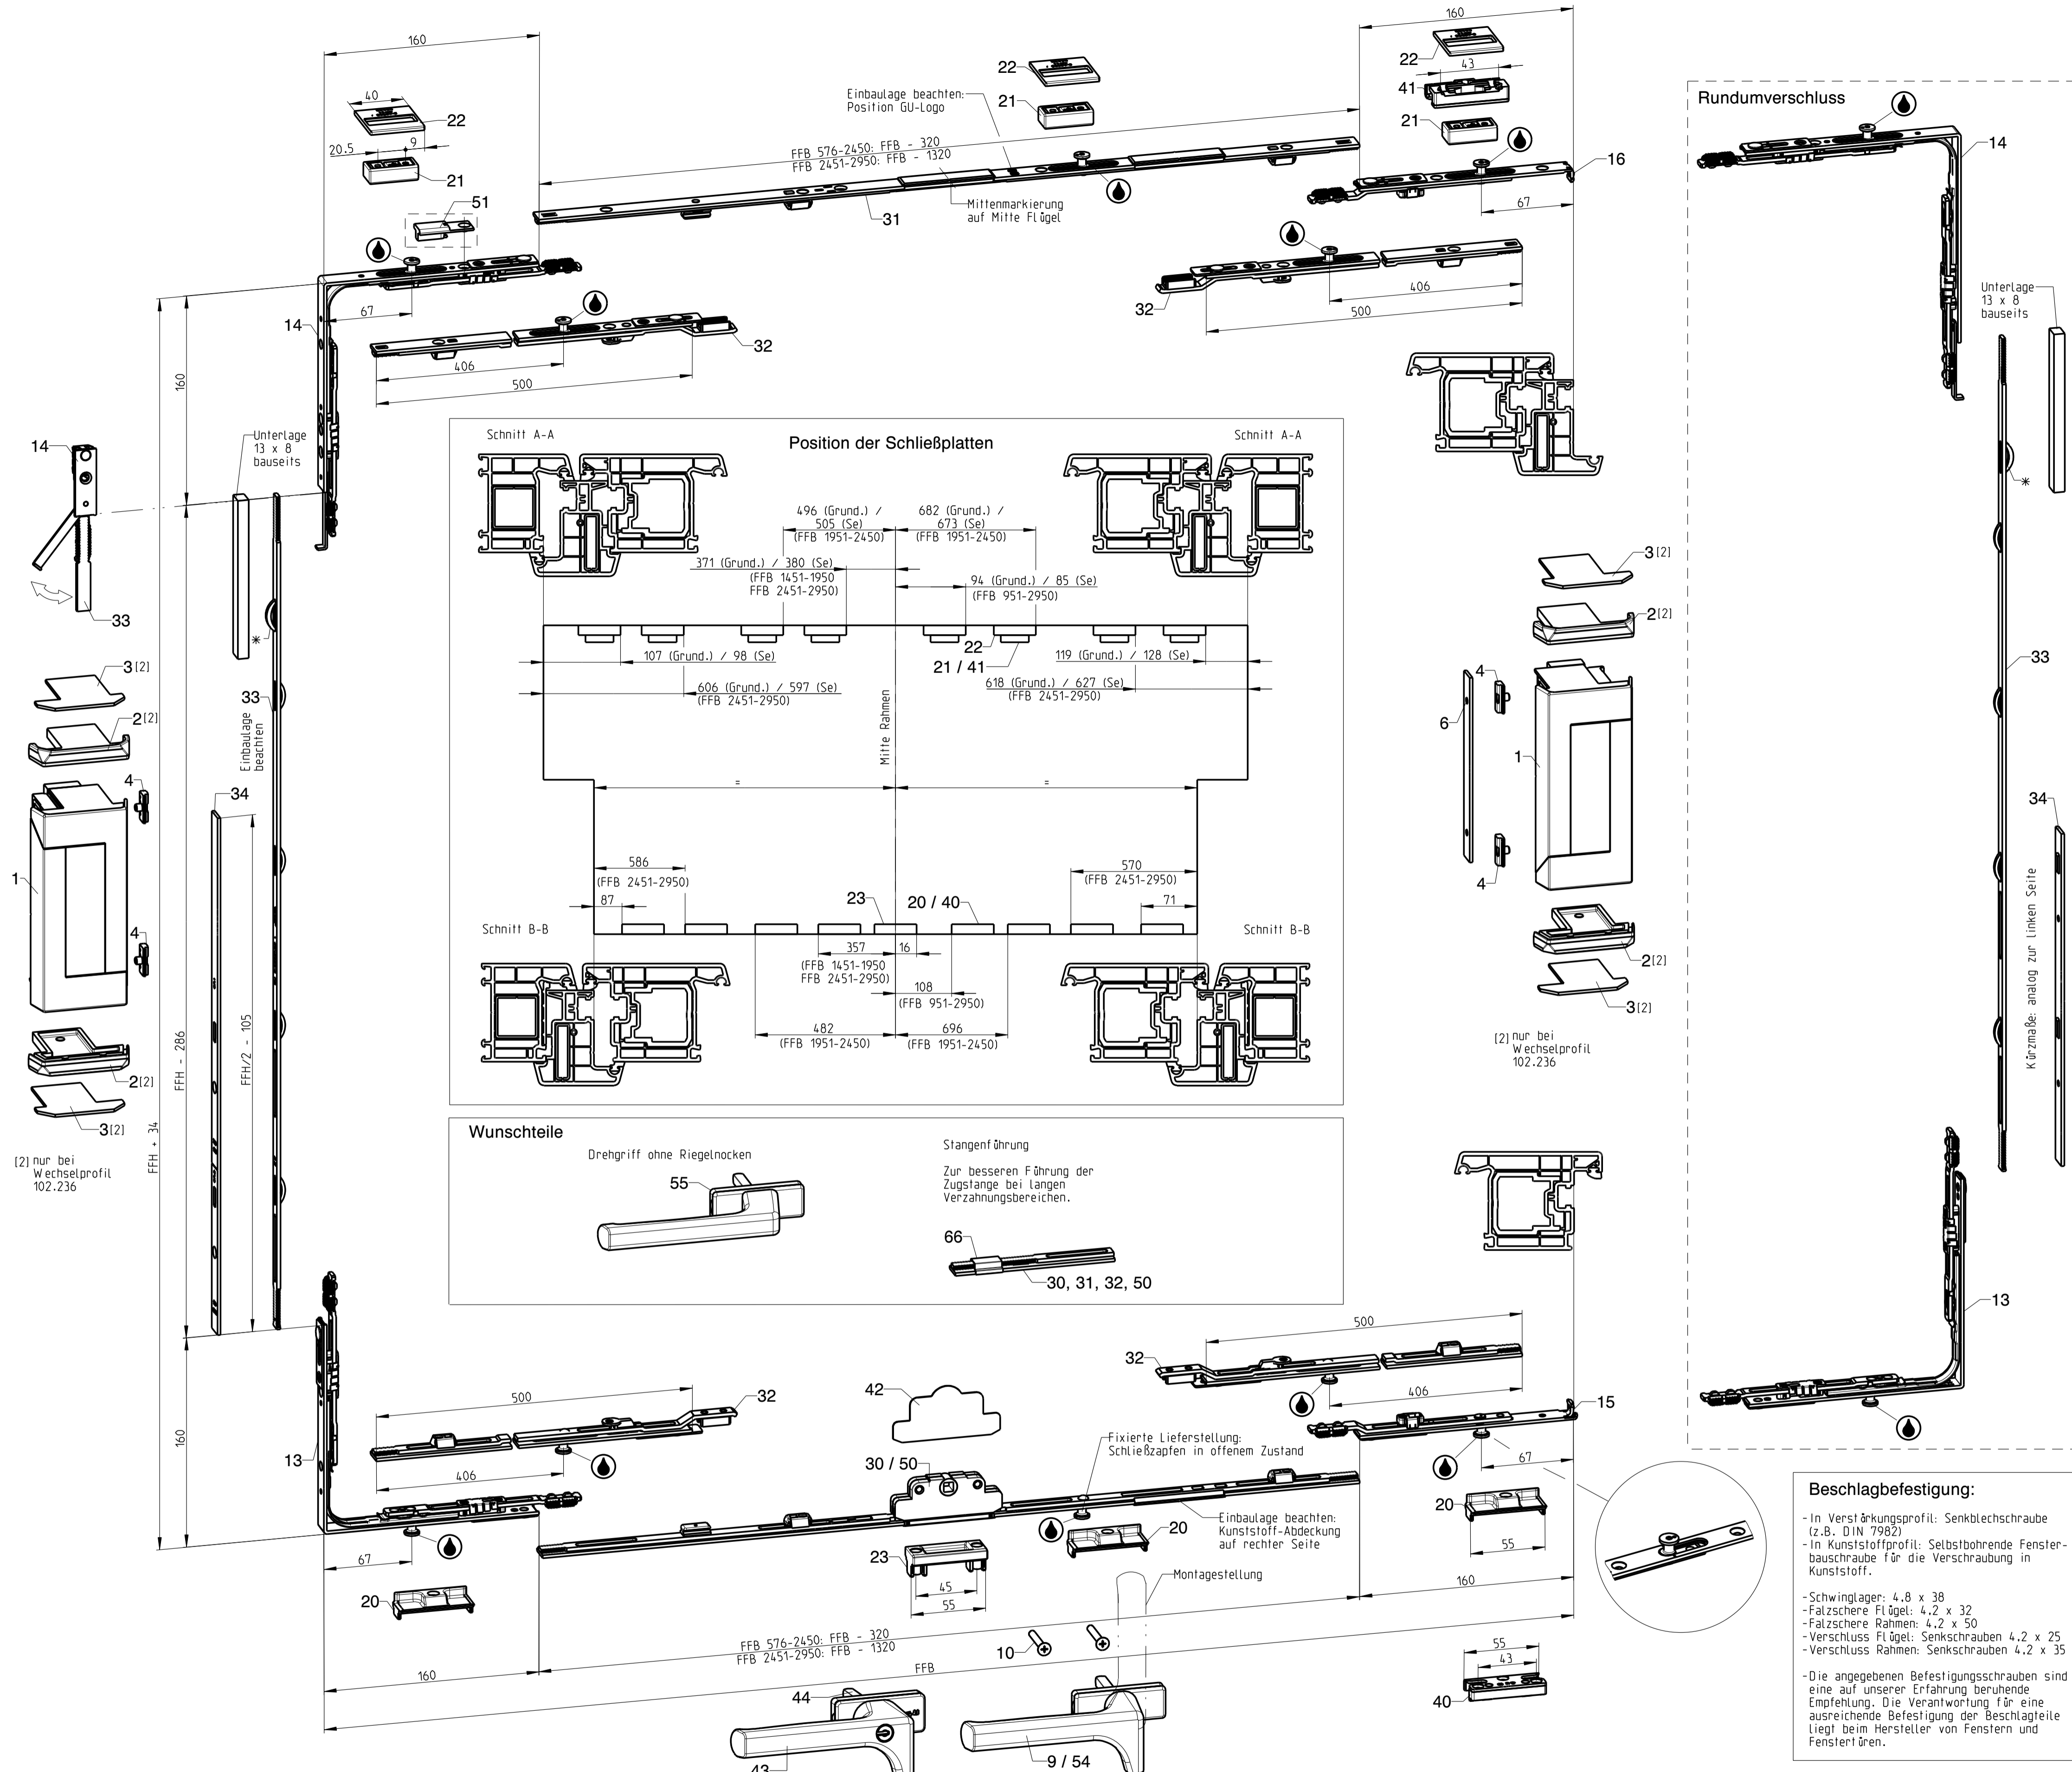 160
40
22
20.5
9
21
51
67
14
160
406
500
32
Einbaulage beachten:
Position GU-Logo
22
21
FFB 576-2450: FFB - 320
FFB 2451-2950: FFB - 1320
31
Mittenmarkierung
auf Mitte Flügel
160
22
43
41
21
16
67
32
406
500
Rundumverschluss
14
Unterlage
13 x 8
bauseits
*
33
34
Kürzmaße: analog zur linken Seite
13
14
33
Unterlage
13 x 8
bauseits
*
33
Einbaulage
beachten
34
FFH/2 - 105
FFH - 286
FFH + 34
160
3[2]
2[2]
4
1
4
2[2]
3[2]
[2] nur bei
Wechselprofil
102.236
Schnitt A-A
Position der Schließplatten
Schnitt A-A
496 (Grund.) /
505 (Se)
(FFB 1951-2450)
682 (Grund.) /
673 (Se)
(FFB 1951-2450)
371 (Grund.) / 380 (Se)
(FFB 1451-1950
FFB 2451-2950)
94 (Grund.) / 85 (Se)
(FFB 951-2950)
22
21 / 41
107 (Grund.) / 98 (Se)
119 (Grund.) / 128 (Se)
606 (Grund.) / 597 (Se)
(FFB 2451-2950)
618 (Grund.) / 627 (Se)
(FFB 2451-2950)
Mitte Rahmen
=
=
586
(FFB 2451-2950)
87
23
20 / 40
570
(FFB 2451-2950)
71
Schnitt B-B
Schnitt B-B
357
(FFB 1451-1950
FFB 2451-2950)
16
108
(FFB 951-2950)
482
(FFB 1951-2450)
696
(FFB 1951-2450)
3[2]
2[2]
4
6
1
4
2[2]
3[2]
[2] nur bei
Wechselprofil
102.236
Wunschteile
Drehgriff ohne Riegelnocken
55
Stangenführung
Zur besseren Führung der
Zugstange bei langen
Verzahnungsbereichen.
66
30, 31, 32, 50
500
32
406
13
67
20
42
30 / 50
23
45
55
Fixierte Lieferstellung:
Schließzapfen in offenem Zustand
20
Einbaulage beachten:
Kunststoff-Abdeckung
auf rechter Seite
Montagestellung
500
32
406
15
67
20
55
160
FFB 576-2450: FFB - 320
FFB 2451-2950: FFB - 1320
160
FFB
10
44
43
9 / 54
55
43
40
Beschlagbefestigung:
- In Verstärkungsprofil: Senkblechschraube
(z.B. DIN 7982)
- In Kunststoffprofil: Selbstbohrende Fenster-
bauschraube für die Verschraubung in
Kunststoff.
- Schwinglager: 4.8 x 38
- Falzschere Flügel: 4.2 x 32
- Falzschere Rahmen: 4.2 x 50
- Verschluss Flügel: Senkschrauben 4.2 x 25
- Verschluss Rahmen: Senkschrauben 4.2 x 35
- Die angegebenen Befestigungsschrauben sind
eine auf unserer Erfahrung beruhende
Empfehlung. Die Verantwortung für eine
ausreichende Befestigung der Beschlagteile
liegt beim Hersteller von Fenstern und
Fenstertüren.